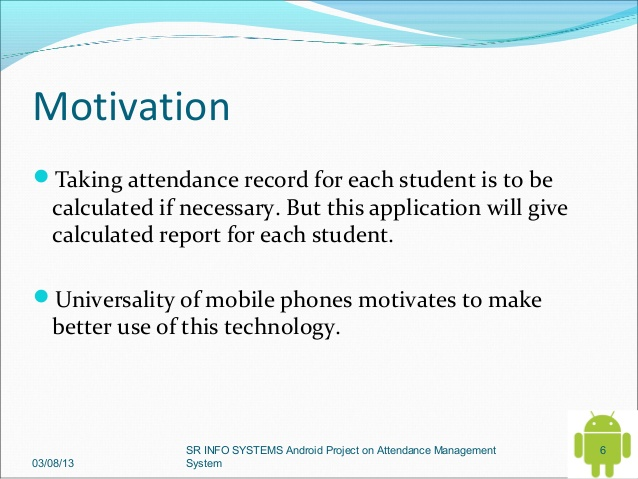 Motivation
Taking attendance record for each student is to be
calculated if necessary. But this application will give
calculated report for each student.
Universality of mobile phones motivates to make
better use of this technology.
03/08/13
SR INFO SYSTEMS Android Project on Attendance Management
System
6